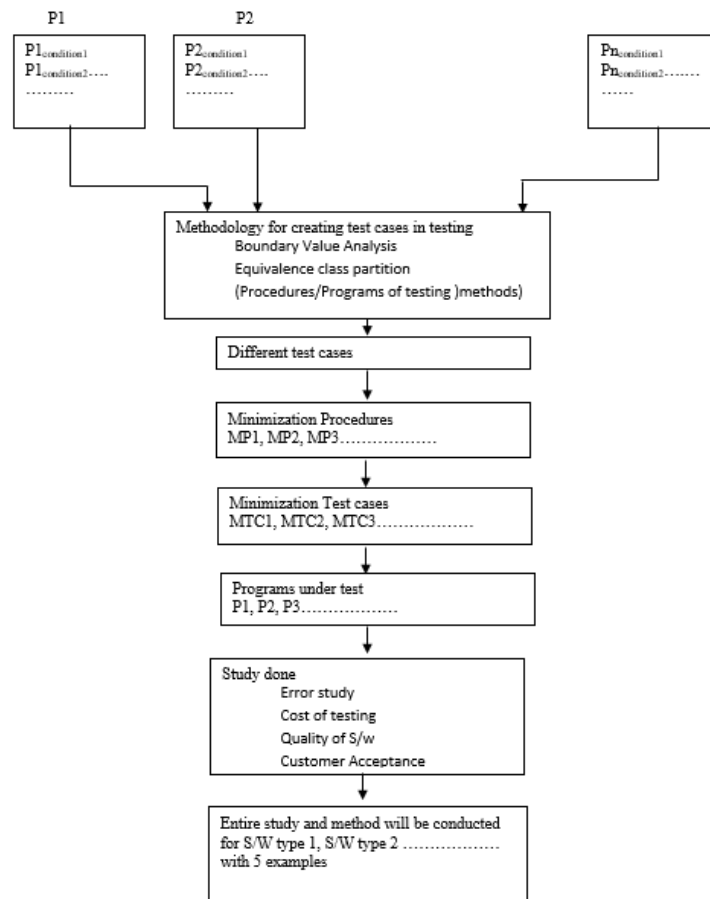 P1
P2
P1condition1
P1condition2....
.........
P2condition1
P2condition2....
.........
Pncondition1
Pncondition2.......
......
Methodology for creating test cases in testing
Boundary Value Analysis
Equivalence class partition
(Procedures/Programs of testing )methods)
Different test cases
Minimization Procedures
MP1, MP2, MP3...................
Minimization Test cases
MTC1, MTC2, MTC3...................
Programs under test
P1, P2, P3...................
Study done
Error study
Cost of testing
Quality of S/w
Customer Acceptance
Entire study and method will be conducted
for S/W type 1, S/W type 2 ...................
with 5 examples